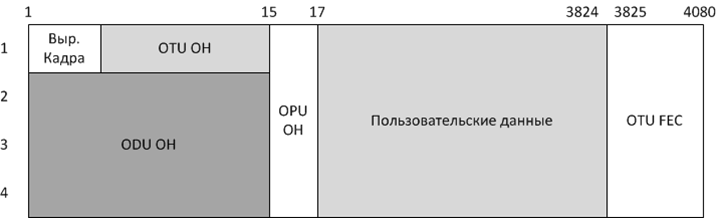 1 15 17 3824 3825 4080
1
Выр.
Кадра
OTU OH
2
3
4
ODU OH
OPU
OH
Пользовательские данные
OTU FEC